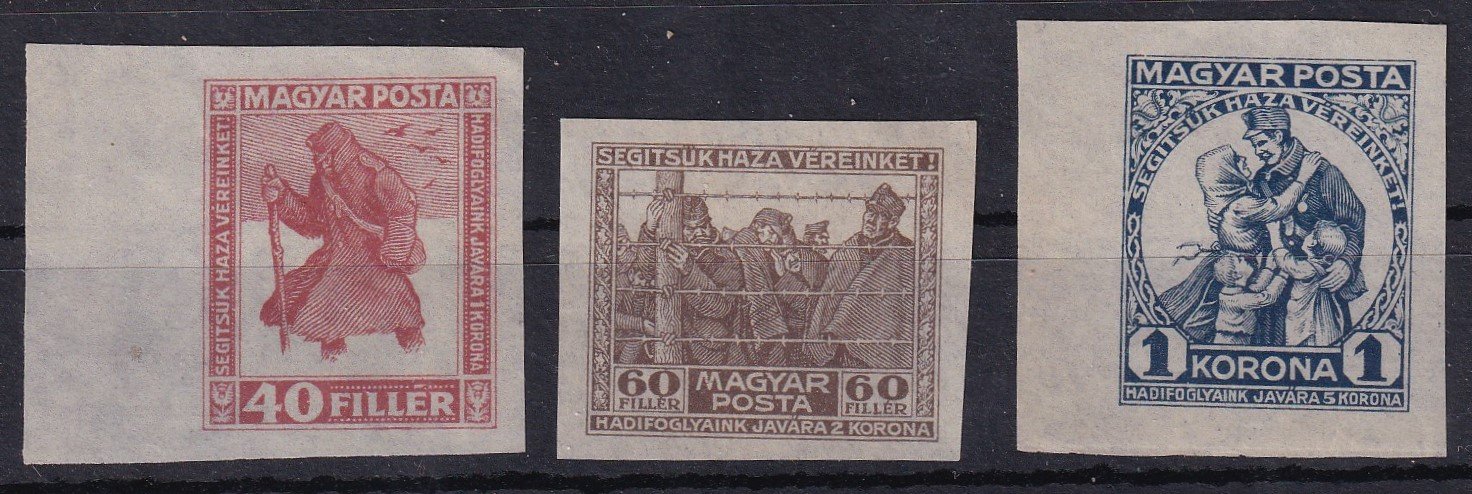 MAGYAR POSTA
SEGITSÜK HAZA VÉREINKET!
HADIFOGLYAINK JAVÁRA 1 KORONA
40 FILLÉR
SEGITSÜK HAZA VÉREINKET!
60 FILLÉR
MAGYAR POSTA
60 FILLÉR
HADIFOGLYAINK JAVÁRA 2 KORONA
MAGYAR POSTA
SEGITSÜK HAZA VÉREINKET!
1 KORONA 1
HADIFOGLYAINK JAVÁRA 5 KORONA